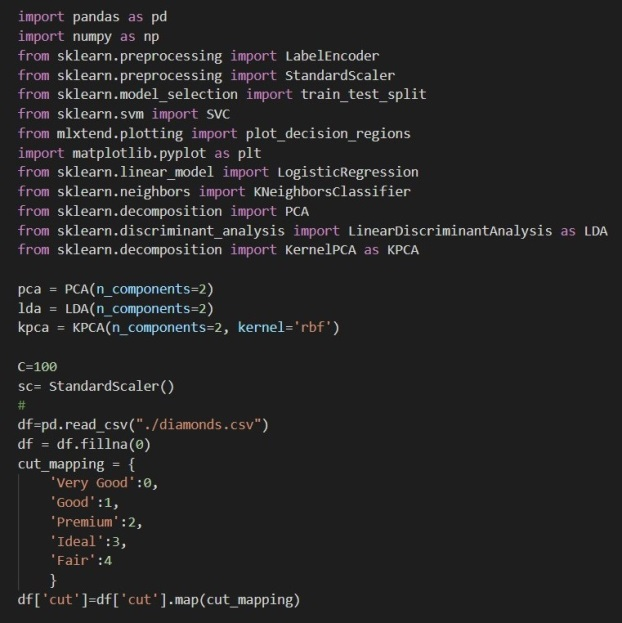 import pandas as pd
import numpy as np
from sklearn.preprocessing import LabelEncoder
from sklearn.preprocessing import StandardScaler
from sklearn.model_selection import train_test_split
from sklearn.svm import SVC
from mlxtend.plotting import plot_decision_regions
import matplotlib.pyplot as plt
from sklearn.linear_model import LogisticRegression
from sklearn.neighbors import KNeighborsClassifier
from sklearn.decomposition import PCA
from sklearn.discriminant_analysis import LinearDiscriminantAnalysis as LDA
from sklearn.decomposition import KernelPCA as KPCA

pca = PCA(n_components=2)
lda = LDA(n_components=2)
kpca = KPCA(n_components=2, kernel='rbf')

C=100
sc= StandardScaler()
#
df=pd.read_csv("./diamonds.csv")
df = df.fillna(0)
cut_mapping = {
    'Very Good':0,
    'Good':1,
    'Premium':2,
    'Ideal':3,
    'Fair':4
    }
df['cut']=df['cut'].map(cut_mapping)